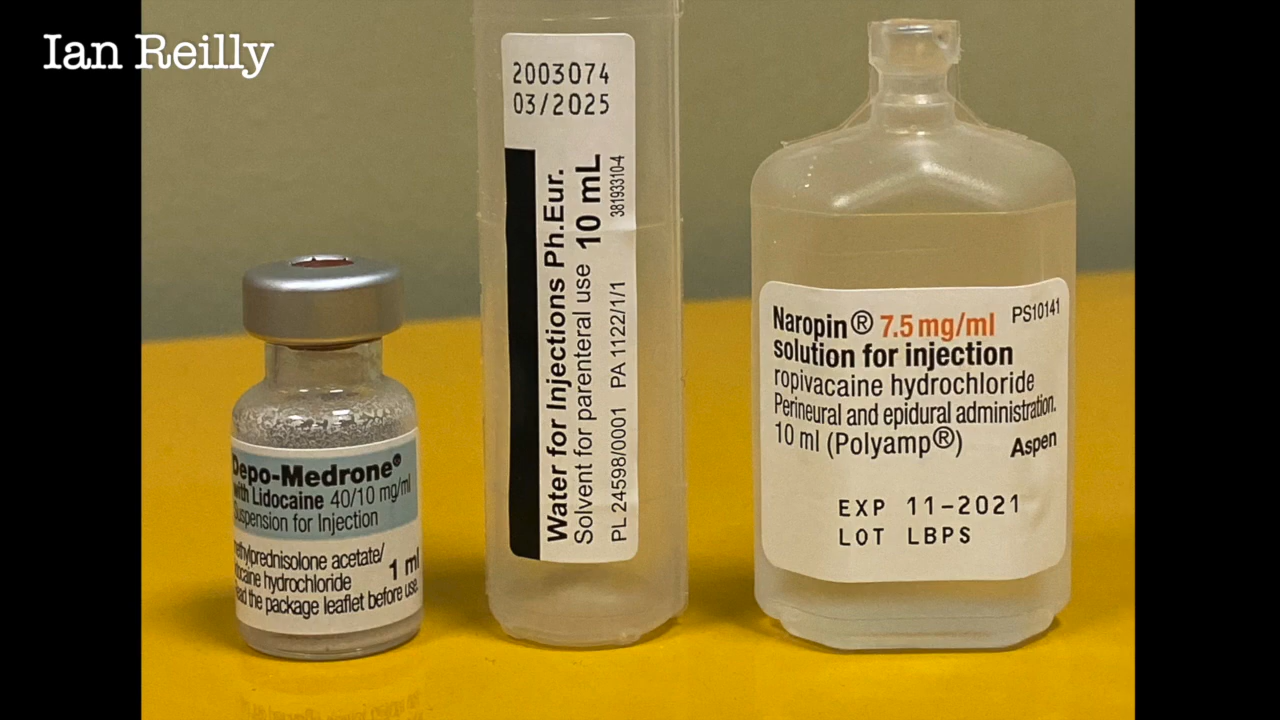 Ian Reilly
Depo-Medrone®
with Lidocaine 40/10 mg/ml
Suspension for Injection
methylprednisolone acetate/
hydrochloride
1 ml
the package leaflet before use.
2003074
03/2025
Water for Injections Ph.Eur.
Solvent for parenteral use 10 mL
PL 24598/0001 PA 1122/1/1 381933104
Naropin® 7.5 mg/ml PS10141
solution for injection
ropivacaine hydrochloride
Perineural and epidural administration.
10 ml (Polyamp®) Aspen
EXP 11-2021
LOT LBPS